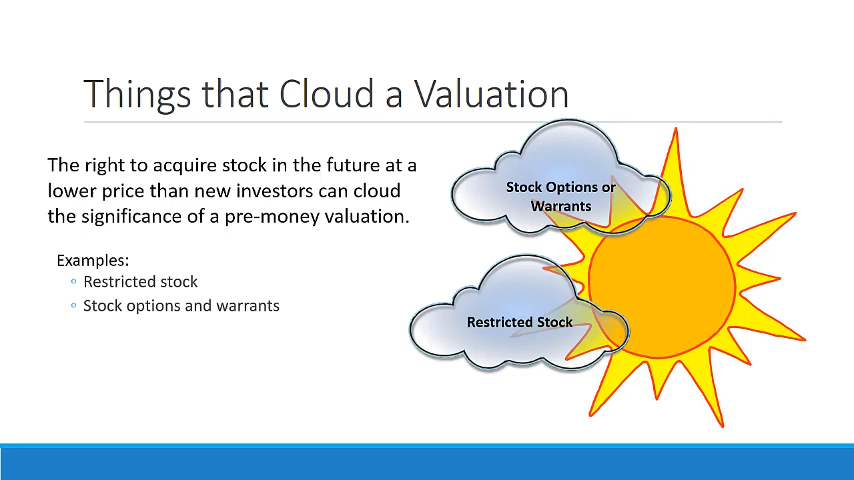 Things that Cloud a Valuation
The right to acquire stock in the future at a
lower price than new investors can cloud
the significance of a pre-money valuation.
Examples:
Restricted stock
Stock options and warrants
Stock Options or
Warrants
Restricted Stock